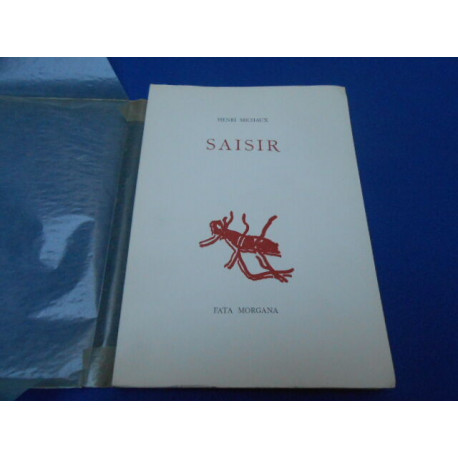 HENRI MICHAUX
SAISIR
FATA MORGANA